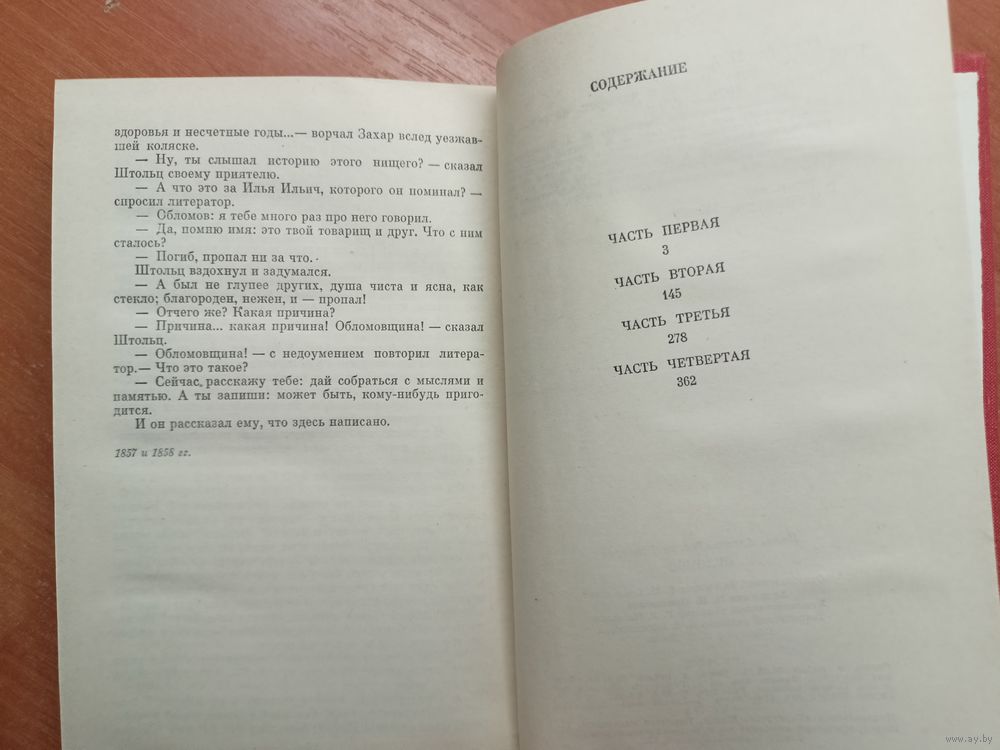 здоровья и несчетные годы...— ворчал Захар вслед уезжав-
шей коляске.
— Ну, ты слышал историю этого нищего? — сказал
Штольц своему приятелю.
— А что это за Илья Ильич, которого он поминал? —
спросил литератор.
— Обломов: я тебе много раз про него говорил.
— Да, помню имя: это твой товарищ и друг. Что с ним
сталось?
— Погиб, пропал ни за что.
Штольц вздохнул и задумался.
— А был не глупее других, душа чиста и ясна, как
стекло; благороден, нежен, и — пропал!
— Отчего же? Какая причина?
— Причина... какая причина! Обломовщина! — сказал
Штольц.
— Обломовщина! — с недоумением повторил литера-
тор.— Что это такое?
— Сейчас расскажу тебе: дай собраться с мыслями и
памятью. А ты запиши: может быть, кому-нибудь приго-
дится.
И он рассказал ему, что здесь написано.
1857 и 1858 гг.
СОДЕРЖАНИЕ
ЧАСТЬ ПЕРВАЯ
3
ЧАСТЬ ВТОРАЯ
145
ЧАСТЬ ТРЕТЬЯ
278
ЧАСТЬ ЧЕТВЕРТАЯ
362
www.ay.by